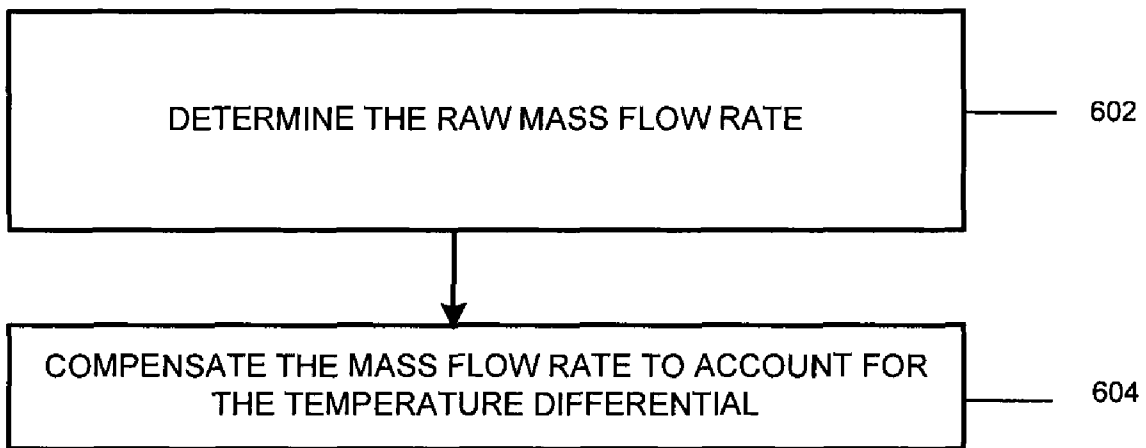 DETERMINE THE RAW MASS FLOW RATE
602
COMPENSATE THE MASS FLOW RATE TO ACCOUNT FOR
THE TEMPERATURE DIFFERENTIAL
604